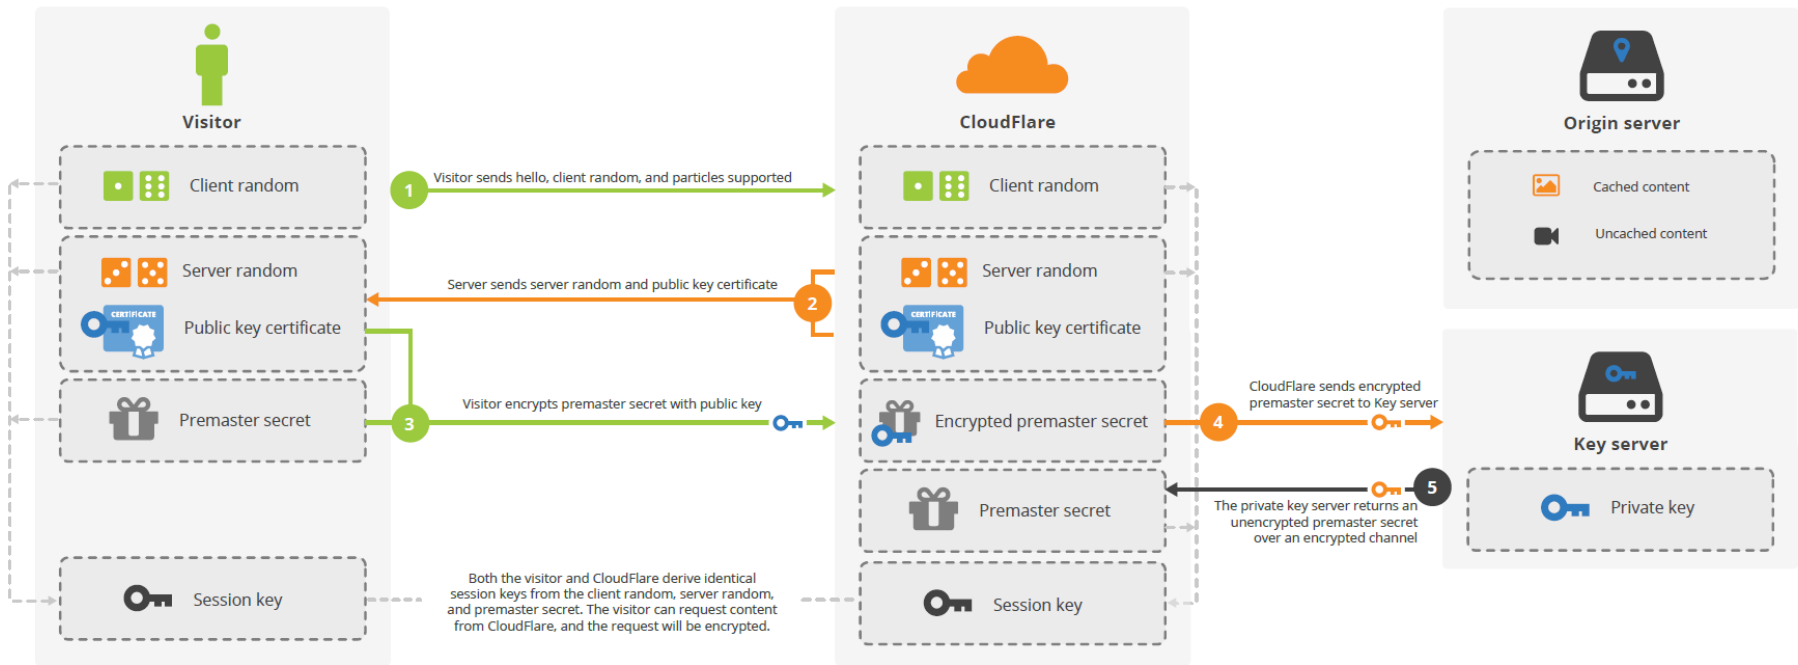 Visitor
CloudFlare
Origin server
Client random
1
Visitor sends hello, client random, and particles supported
Client random
Cached content
Uncached content
Server random
CERTIFICATE
Public key certificate
Server sends server random and public key certificate
2
Server random
CERTIFICATE
Public key certificate
Premaster secret
3
Visitor encrypts premaster secret with public key
Encrypted premaster secret
4
CloudFlare sends encrypted
premaster secret to Key server
Key server
Premaster secret
5
The private key server returns an
unencrypted premaster secret
over an encrypted channel
Private key
Session key
Both the visitor and CloudFlare derive identical
session keys from the client random, server random,
and premaster secret. The visitor can request content
from CloudFlare, and the request will be encrypted.
Session key